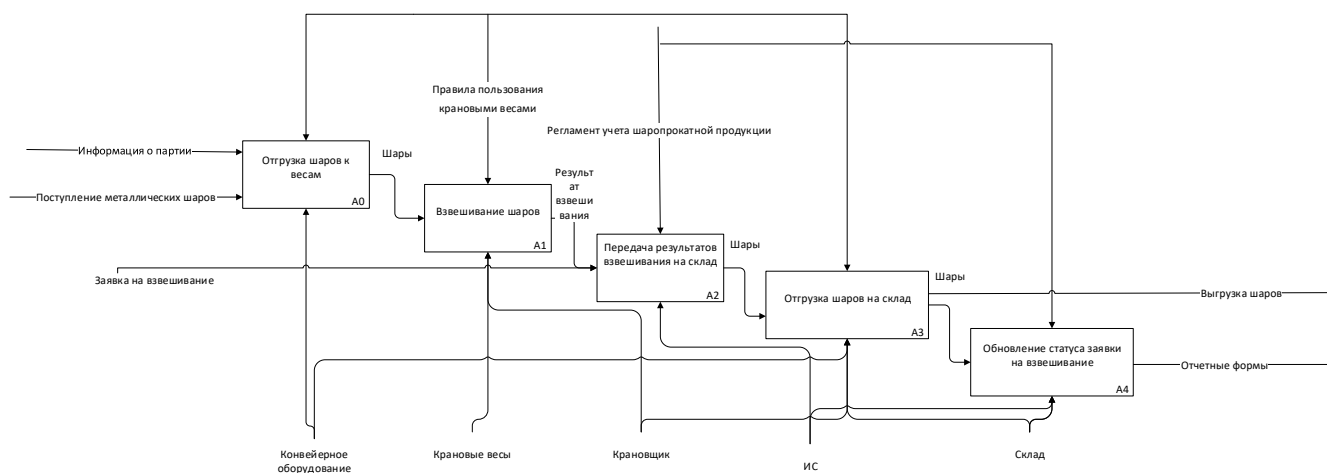 Правила пользования
крановыми весами
Регламент учета шаропрокатной продукции
Информация о партии
Поступление металлических шаров
Отгрузка шаров к
весам
A0
Шары
Взвешивание шаров
A1
Результ
ат
взвеши
вания
Заявка на взвешивание
Передача результатов
взвешивания на склад
A2
Шары
Отгрузка шаров на склад
A3
Шары
Выгрузка шаров
Обновление статуса заявки
на взвешивание
A4
Отчетные формы
Конвейерное
оборудование
Крановые весы
Крановщик
ИС
Склад